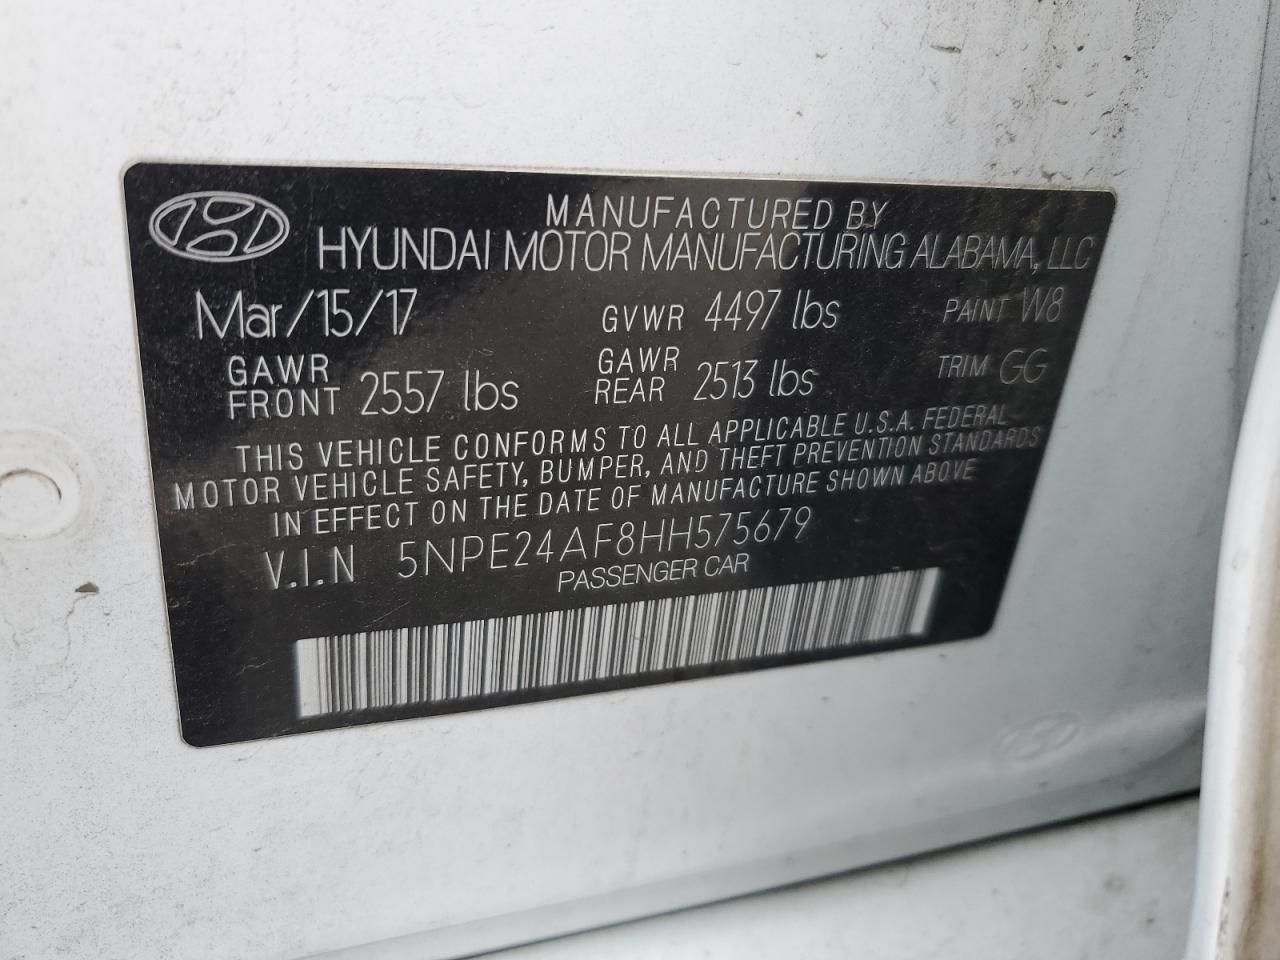 MANUFACTURED BY
HYUNDAI MOTOR MANUFACTURING ALABAMA, LLC
Mar/15/17 GVWR 4497 lbs PAINT W8
GAWR FRONT 2557 lbs GAWR REAR 2513 lbs TRIM GG
THIS VEHICLE CONFORMS TO ALL APPLICABLE U.S.A. FEDERAL
MOTOR VEHICLE SAFETY, BUMPER, AND THEFT PREVENTION STANDARDS
IN EFFECT ON THE DATE OF MANUFACTURE SHOWN ABOVE
V.I.N 5NPE24AF8HH575679
PASSENGER CAR